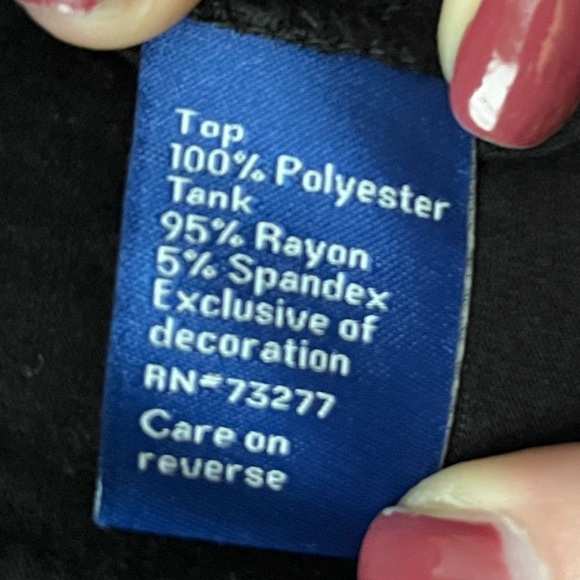 Top
100% Polyester
Tank
95% Rayon
5% Spandex
Exclusive of
decoration
RN#73277
Care on
reverse